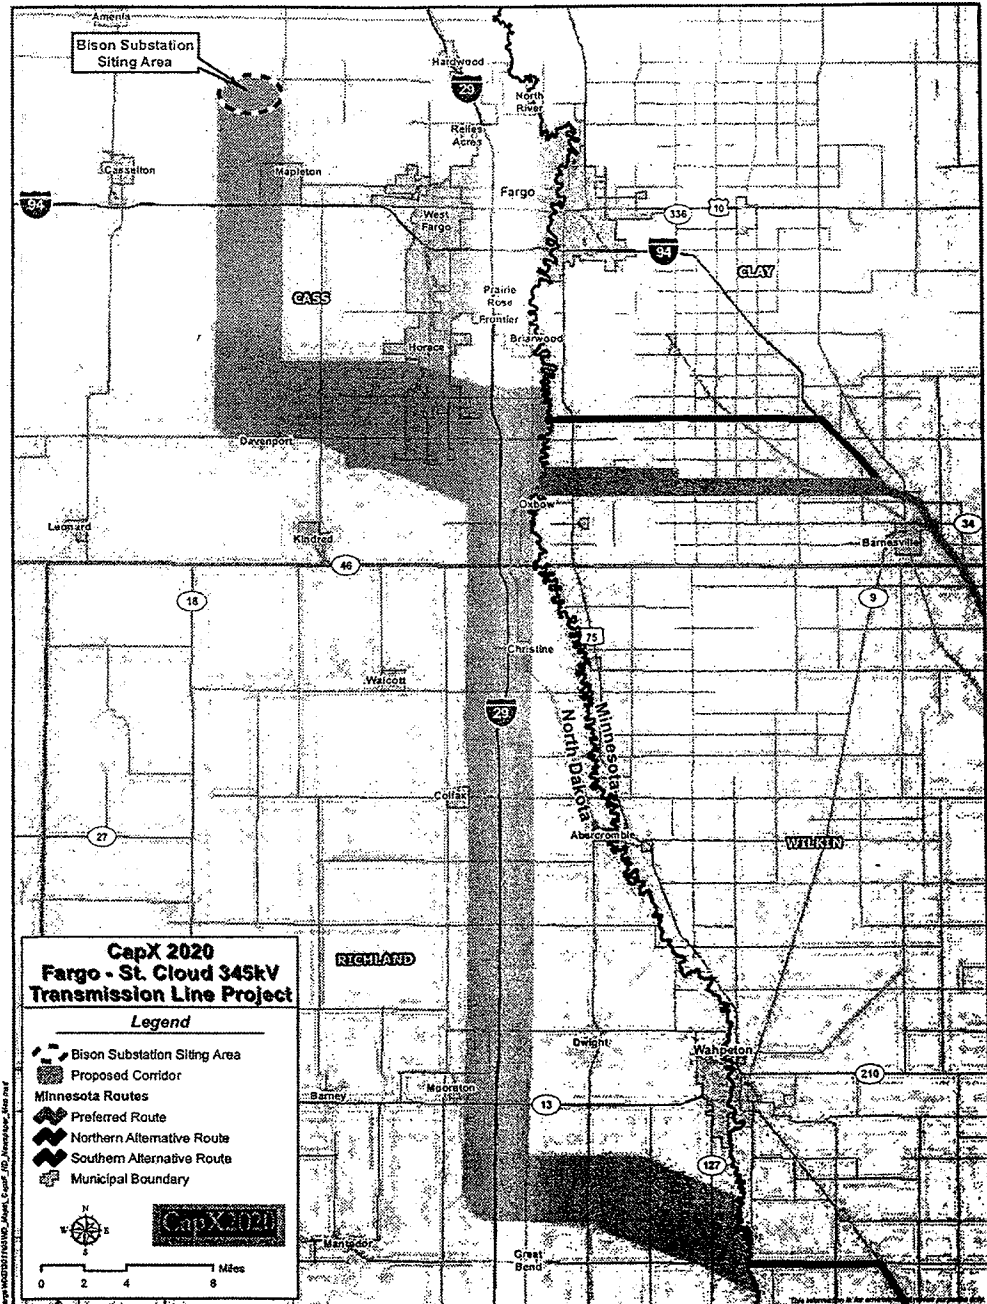 Amenia
Bison Substation
Siting Area
Hardwood
29
North
River
Reiles
Acres
Casselton
Mapleton
94
Fargo
West
Fargo
336
10
94
CLAY
CASS
Prairie
Rose
Frontier
Briarwood
Horace
Davenport
Oxbow
Leonard
Kindred
34
Barnesville
46
18
9
75
Christine
Walcott
29
Minnesota
North Dakota
Colfax
27
Abercrombie
WILKIN
RICHLAND
CapX 2020
Fargo - St. Cloud 345kV
Transmission Line Project
Legend
Bison Substation Siting Area
Proposed Corridor
Minnesota Routes
Preferred Route
Northern Alternative Route
Southern Alternative Route
Municipal Boundary
N
W E
S
CapX2020
0 2 4 8 Miles
Dwight
Wahpeton
210
Barney
Mooreton
13
127
Mantador
Great
Bend